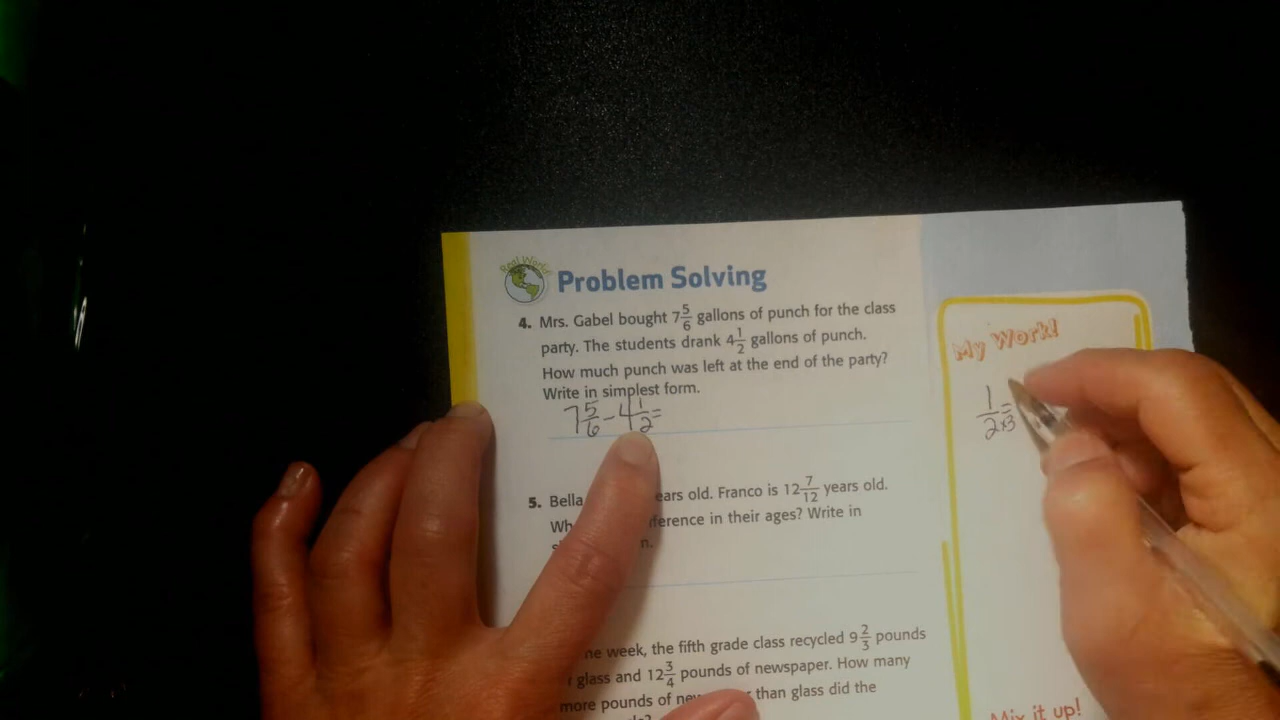 Real World
Problem Solving
4. Mrs. Gabel bought 7 5/6 gallons of punch for the class
party. The students drank 4 1/2 gallons of punch.
How much punch was left at the end of the party?
Write in simplest form.
7 5/6 - 4 1/2 =
5. Bella ears old. Franco is 12 7/12 years old.
Wh ference in their ages? Write in
n.
ne week, the fifth grade class recycled 9 2/3 pounds
glass and 12 3/4 pounds of newspaper. How many
more pounds of than glass did the
My Work!
1/2 =
x3
Mix it up!